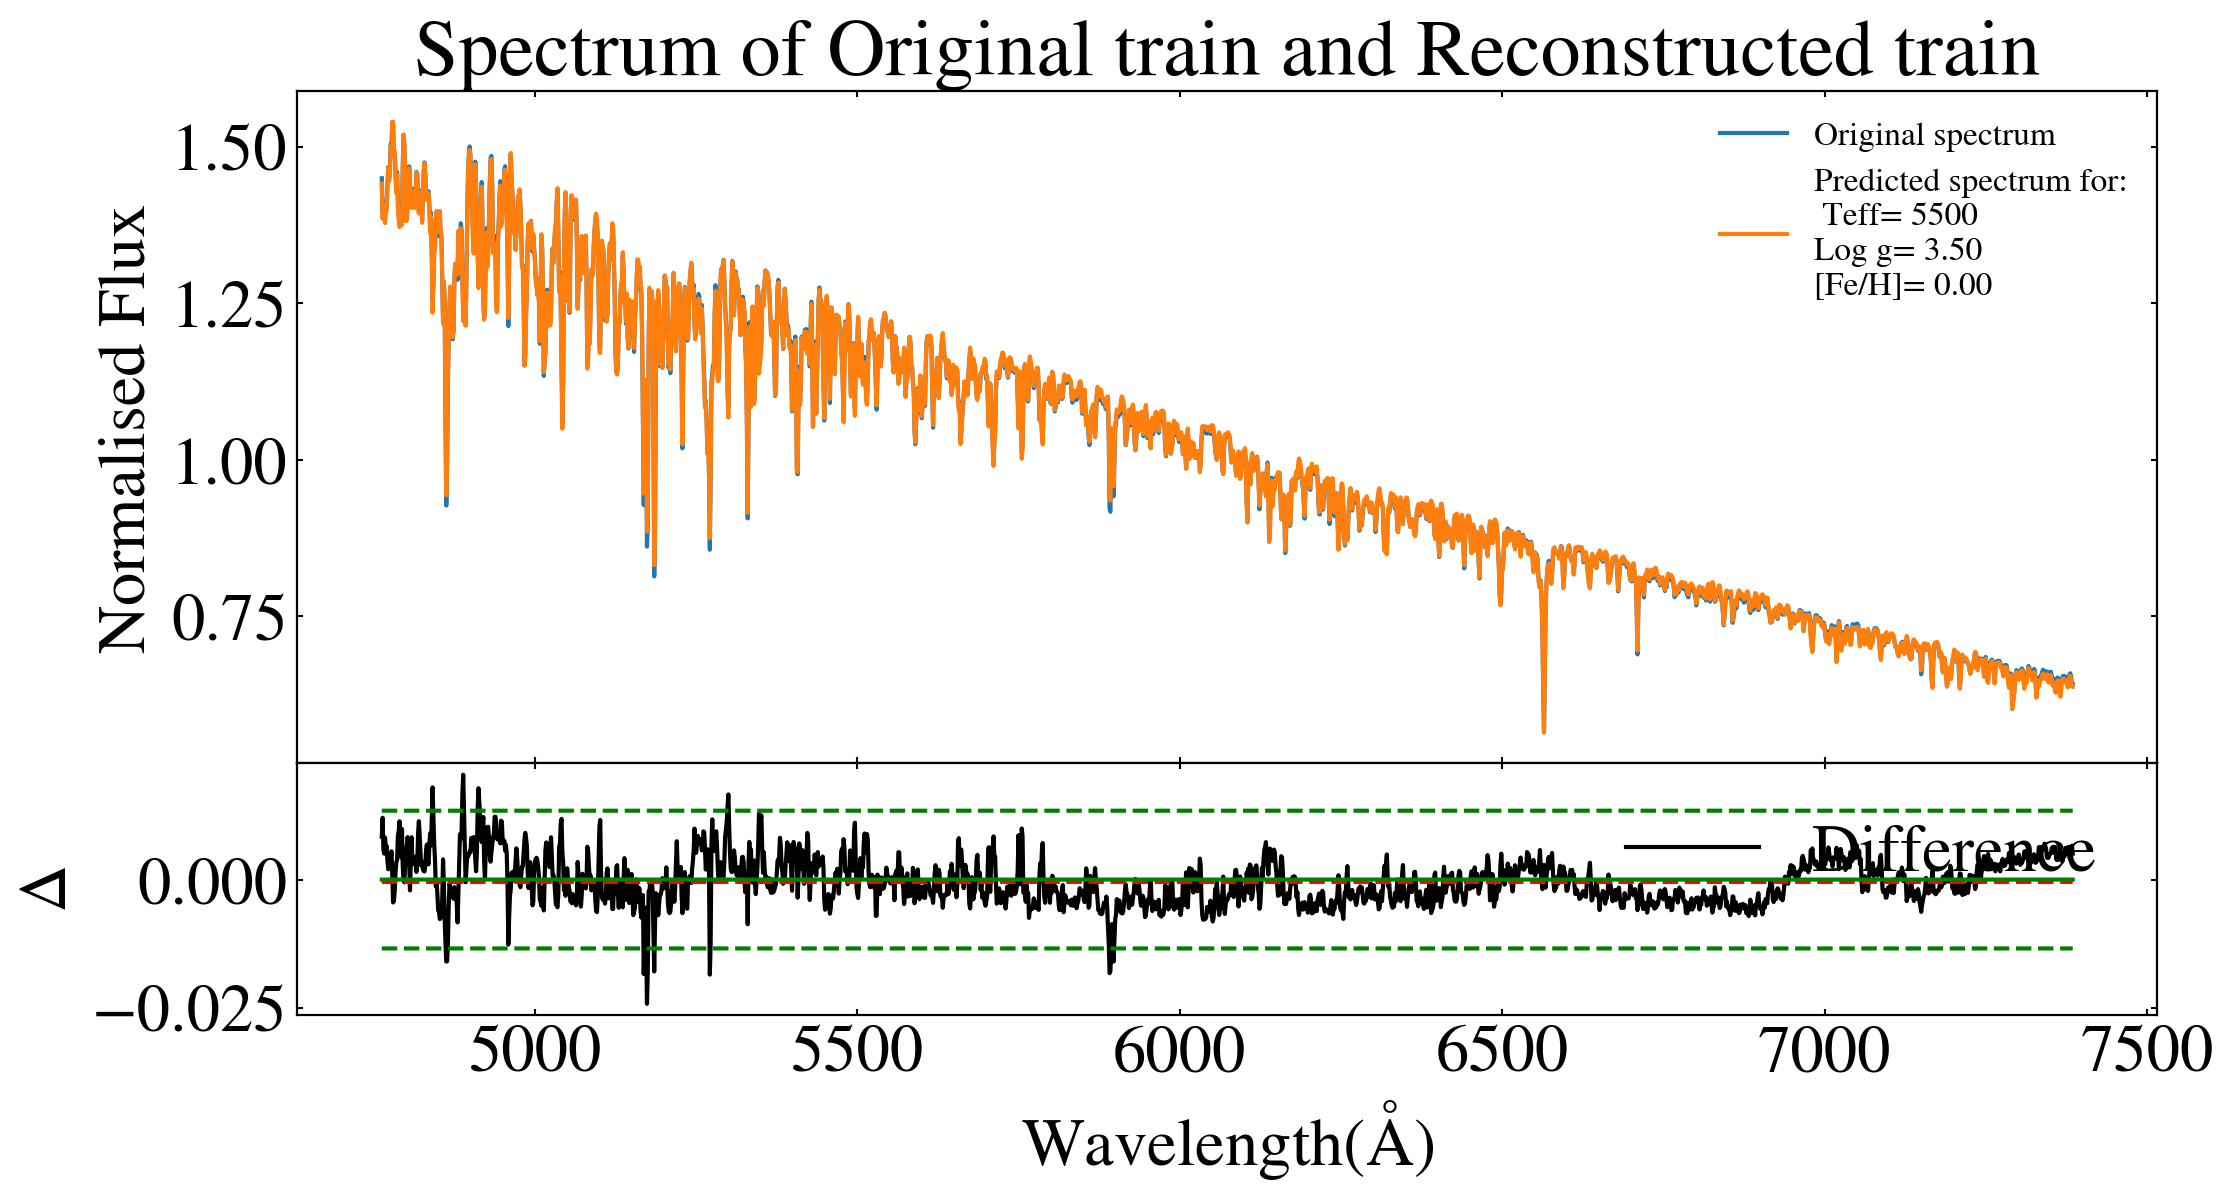 Spectrum of Original train and Reconstructed train
Normalised Flux
1.50
1.25
1.00
0.75
Original spectrum
Predicted spectrum for:
Teff= 5500
Log g= 3.50
[Fe/H]= 0.00
Δ
0.000
−0.025
Difference
5000 5500 6000 6500 7000 7500
Wavelength(Å)